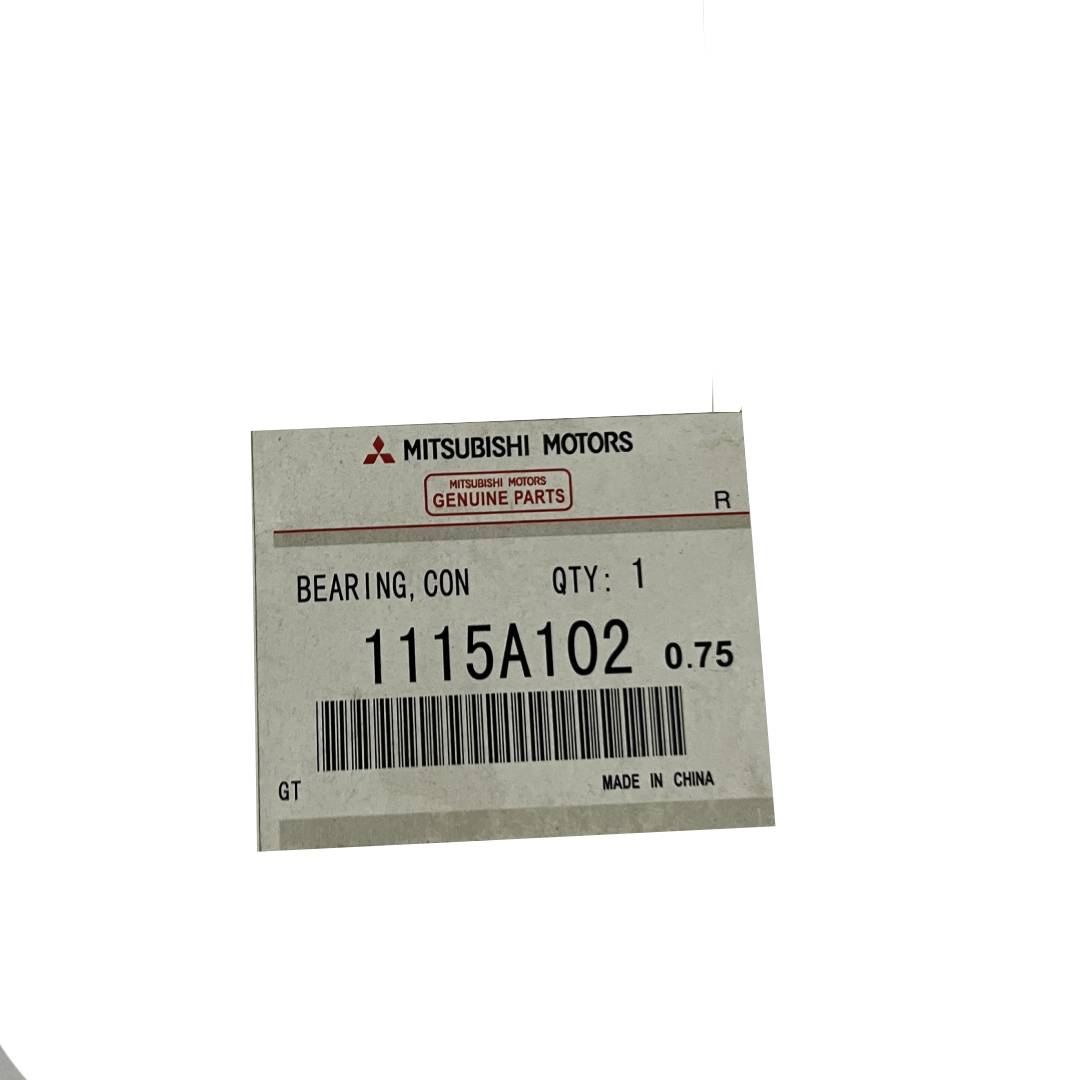 MITSUBISHI MOTORS
MITSUBISHI MOTORS
GENUINE PARTS
R
BEARING, CON QTY: 1
1115A102 0.75
GT MADE IN CHINA